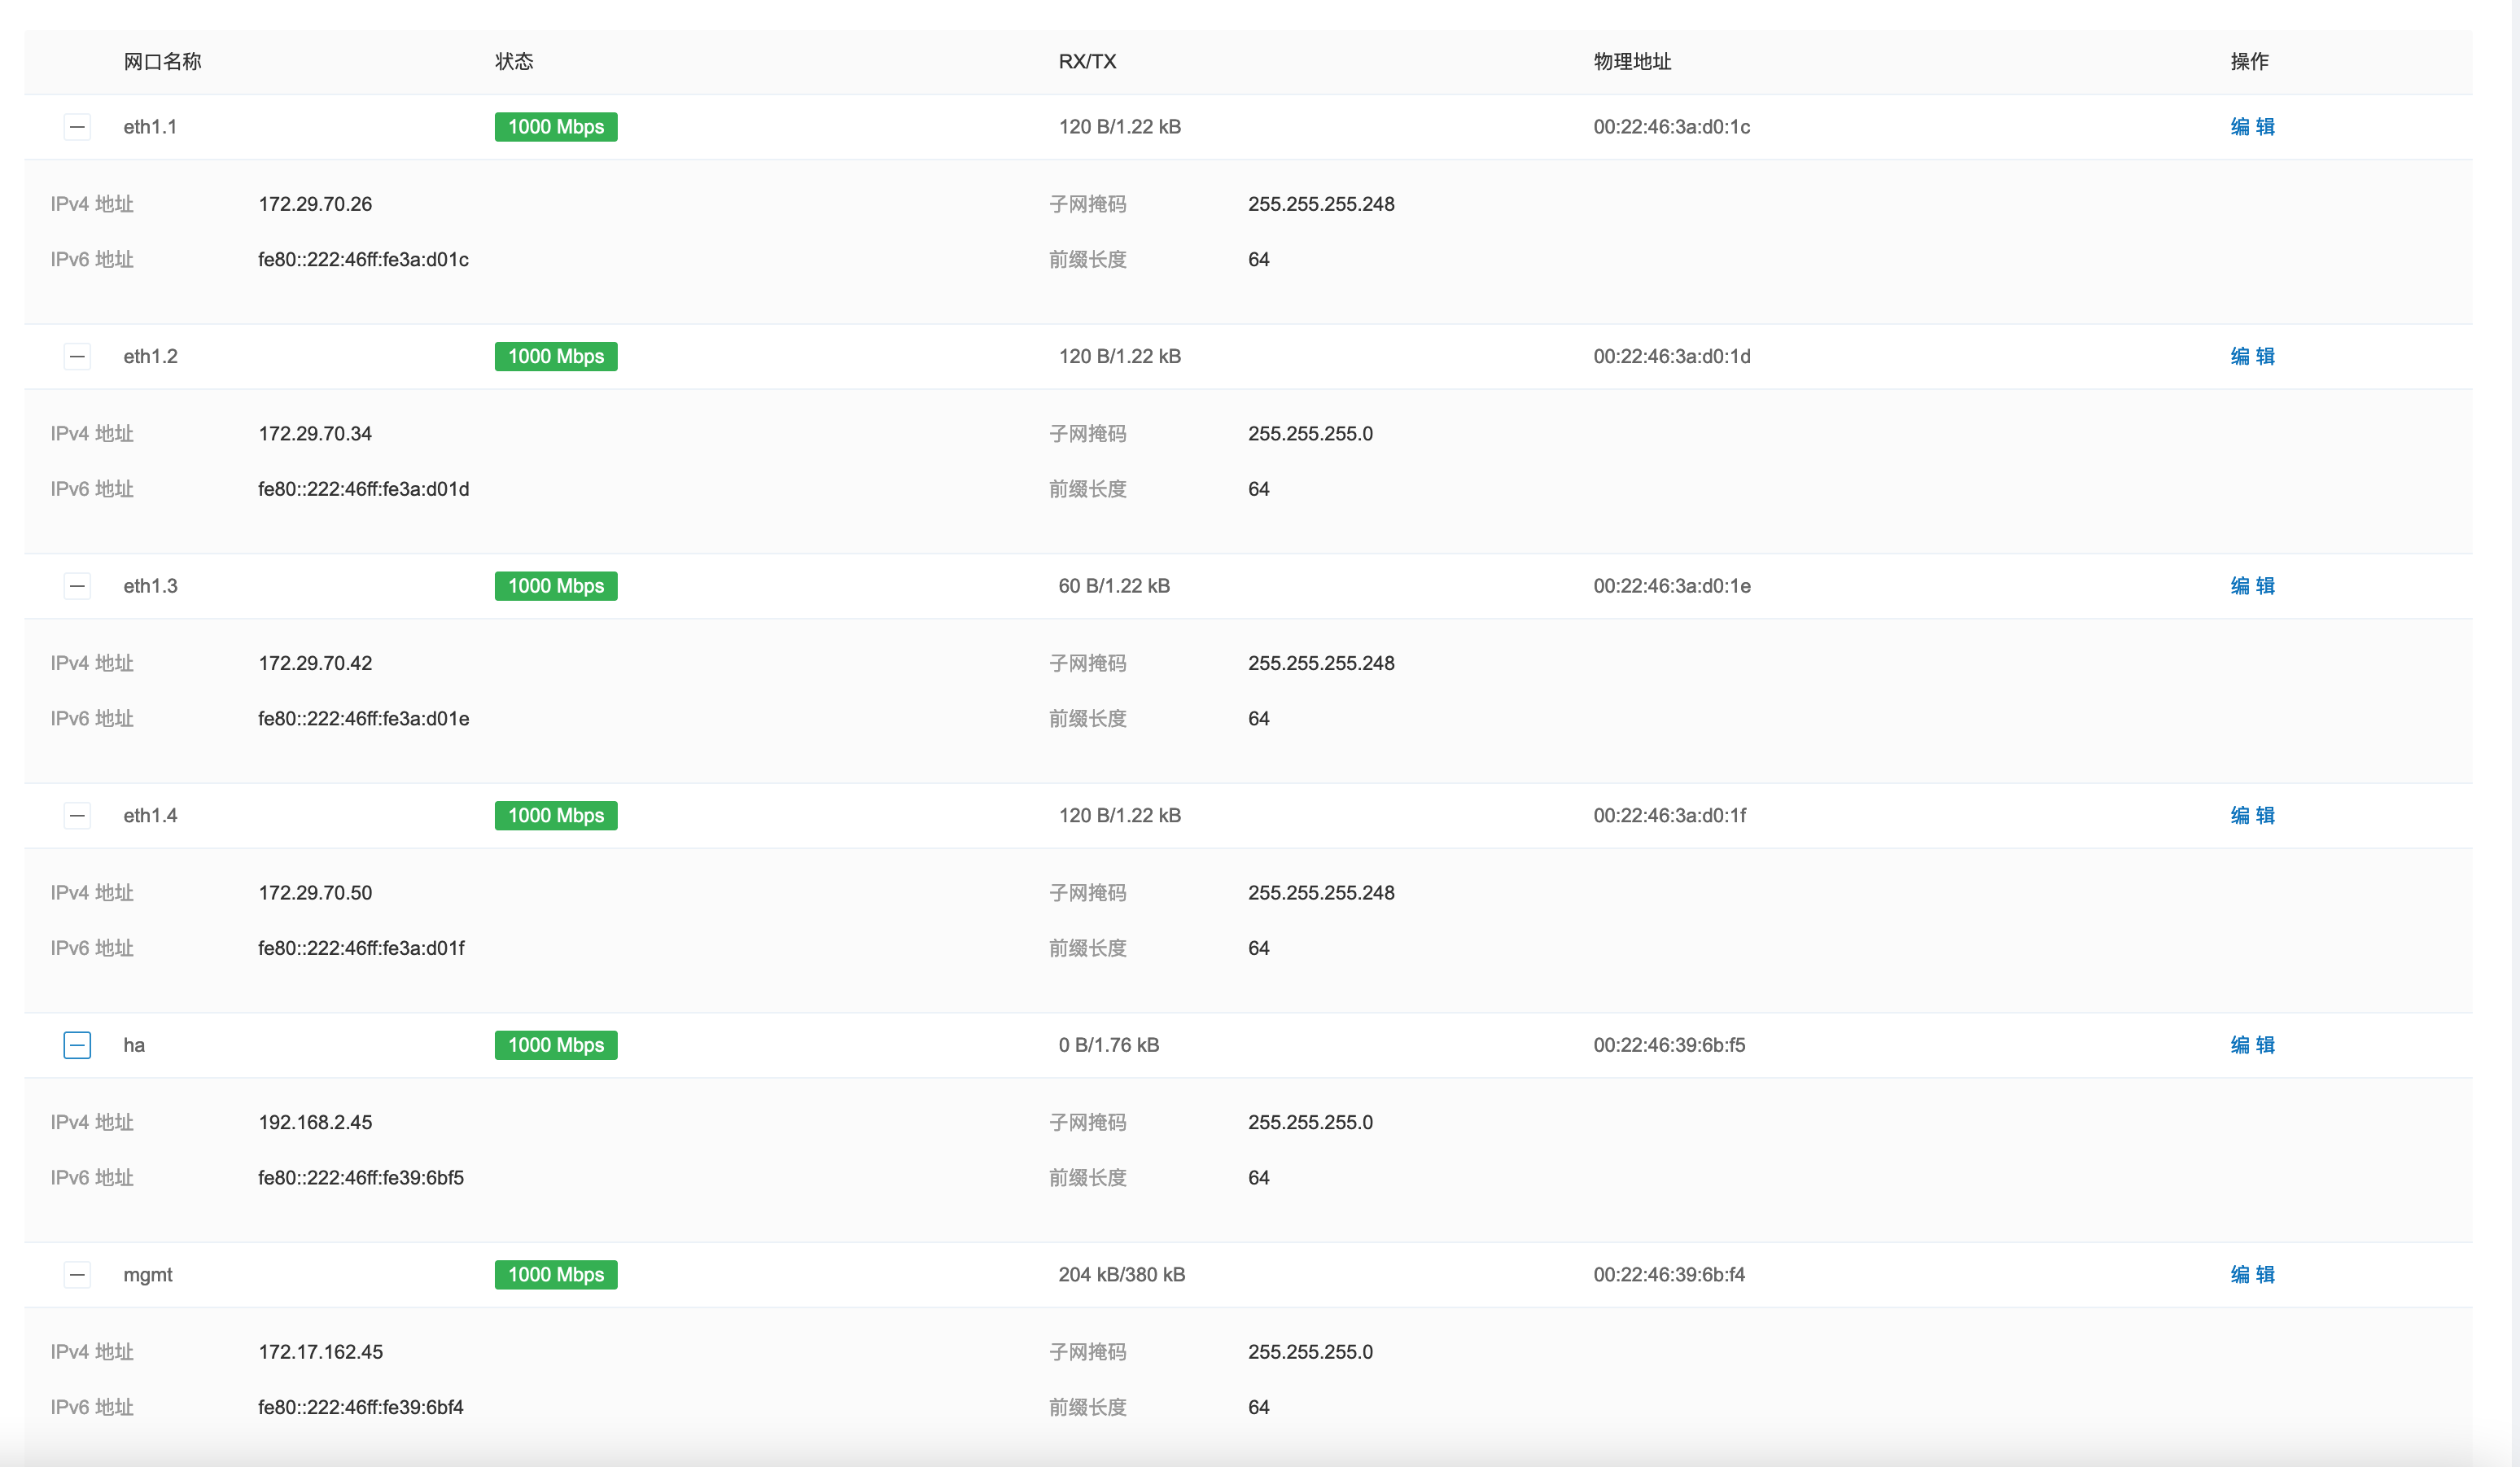 网口名称 状态 RX/TX 物理地址 操作
eth1.1 1000 Mbps 120 B/1.22 kB 00:22:46:3a:d0:1c 编 辑
IPv4 地址 172.29.70.26 子网掩码 255.255.255.248
IPv6 地址 fe80::222:46ff:fe3a:d01c 前缀长度 64
eth1.2 1000 Mbps 120 B/1.22 kB 00:22:46:3a:d0:1d 编 辑
IPv4 地址 172.29.70.34 子网掩码 255.255.255.0
IPv6 地址 fe80::222:46ff:fe3a:d01d 前缀长度 64
eth1.3 1000 Mbps 60 B/1.22 kB 00:22:46:3a:d0:1e 编 辑
IPv4 地址 172.29.70.42 子网掩码 255.255.255.248
IPv6 地址 fe80::222:46ff:fe3a:d01e 前缀长度 64
eth1.4 1000 Mbps 120 B/1.22 kB 00:22:46:3a:d0:1f 编 辑
IPv4 地址 172.29.70.50 子网掩码 255.255.255.248
IPv6 地址 fe80::222:46ff:fe3a:d01f 前缀长度 64
ha 1000 Mbps 0 B/1.76 kB 00:22:46:39:6b:f5 编 辑
IPv4 地址 192.168.2.45 子网掩码 255.255.255.0
IPv6 地址 fe80::222:46ff:fe39:6bf5 前缀长度 64
mgmt 1000 Mbps 204 kB/380 kB 00:22:46:39:6b:f4 编 辑
IPv4 地址 172.17.162.45 子网掩码 255.255.255.0
IPv6 地址 fe80::222:46ff:fe39:6bf4 前缀长度 64